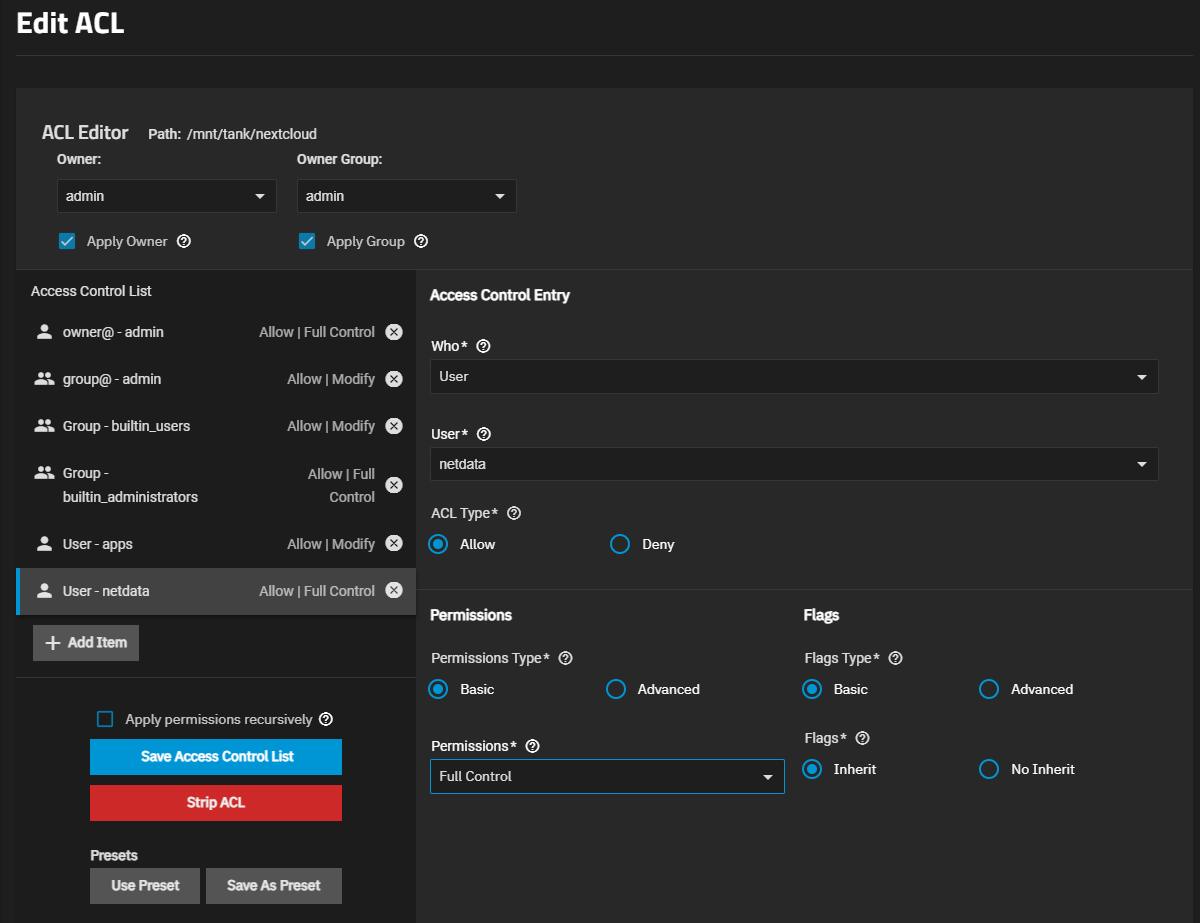 Edit ACL
ACL Editor Path: /mnt/tank/nextcloud
Owner: Owner Group:
admin admin
Apply Owner Apply Group
Access Control List
owner@ - admin Allow | Full Control
group@ - admin Allow | Modify
Group - builtin_users Allow | Modify
Group - Allow | Full
builtin_administrators Control
User - apps Allow | Modify
User - netdata Allow | Full Control
Add Item
Apply permissions recursively
Save Access Control List
Strip ACL
Presets
Use Preset Save As Preset
Access Control Entry
Who*
User
User*
netdata
ACL Type*
Allow Deny
Permissions
Permissions Type*
Basic Advanced
Permissions*
Full Control
Flags
Flags Type*
Basic Advanced
Flags*
Inherit No Inherit